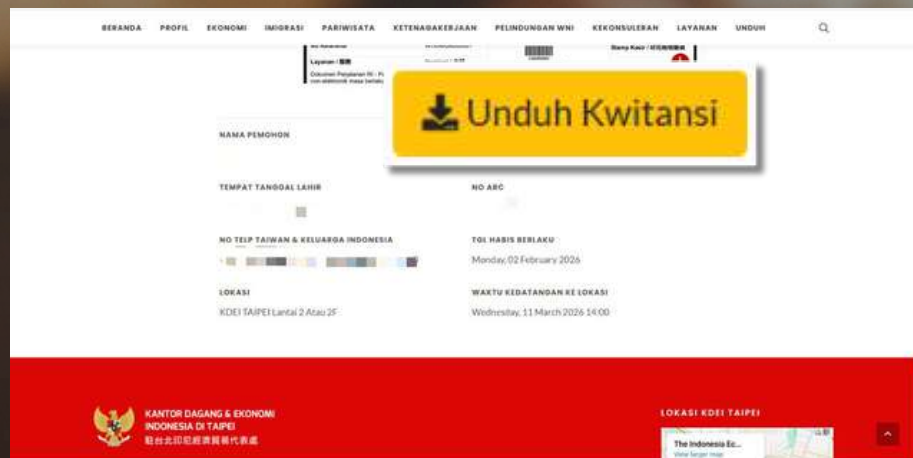 BERANDA PROFIL EKONOMI IMIGRASI PARIWISATA KETENAGAKERJAAN PELINDUNGAN WNI KEKONSULERAN LAYANAN UNDUH
Layanan / 服務
Unduh Kwitansi
NAMA PEMOHON
TEMPAT TANGGAL LAHIR
NO ARC
NO TELP TAIWAN & KELUARGA INDONESIA
TGL HABIS BERLAKU
Monday, 02 February 2026
LOKASI
WAKTU KEDATANGAN KE LOKASI
KDEI TAIPEI Lantai 2 Atau 2F
Wednesday, 11 March 2026 14:00
KANTOR DAGANG & EKONOMI
INDONESIA DI TAIPEI
駐台北印尼經濟貿易代表處
LOKASI KDEI TAIPEI
The Indonesia Ec...
View larger map